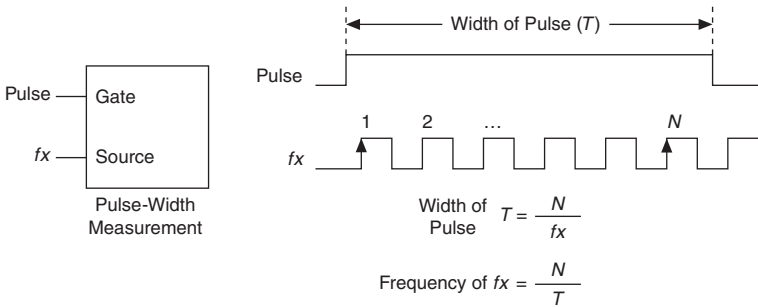 Width of Pulse (T)
Pulse
Gate
fx
Source
Pulse-Width
Measurement
Pulse
1 2 ... N
fx
Width of
Pulse
T = N
fx
Frequency of fx = N
T